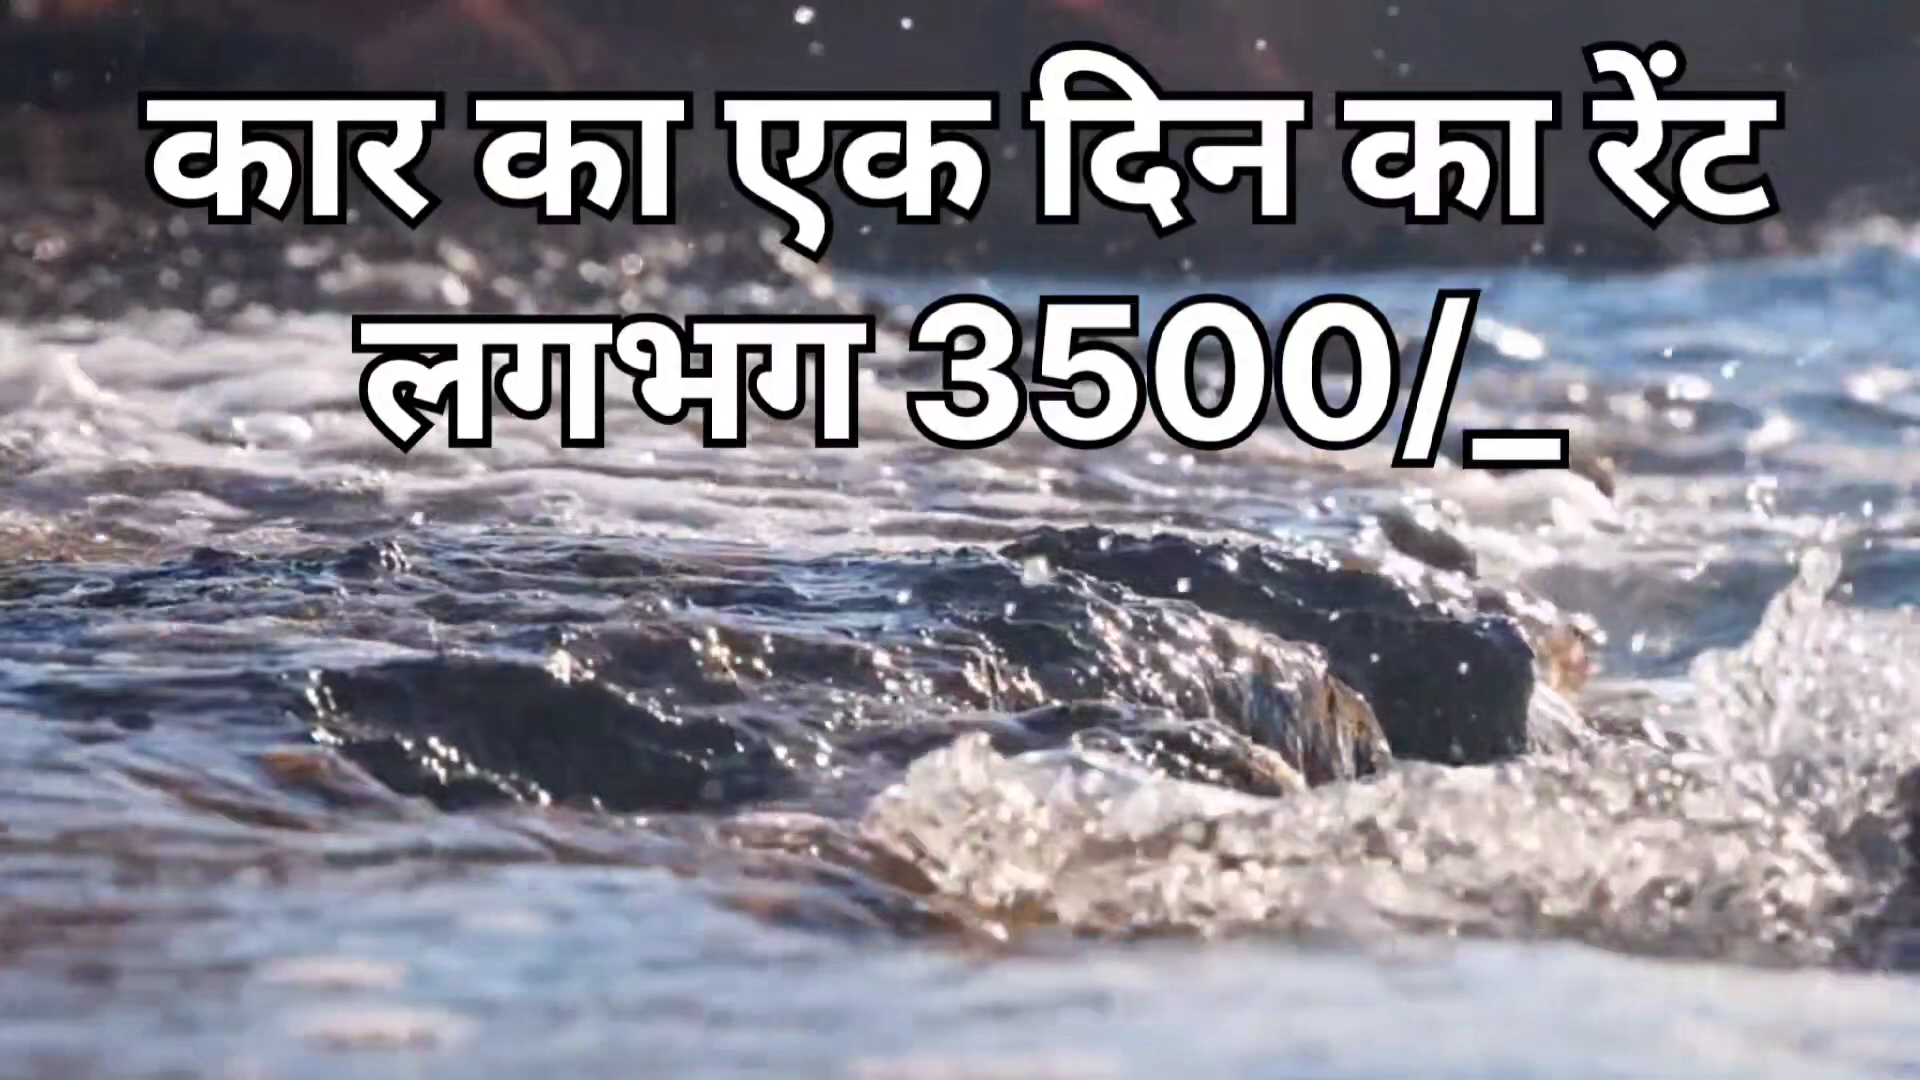 कार का एक दिन का रेंट
लगभग 3500/_